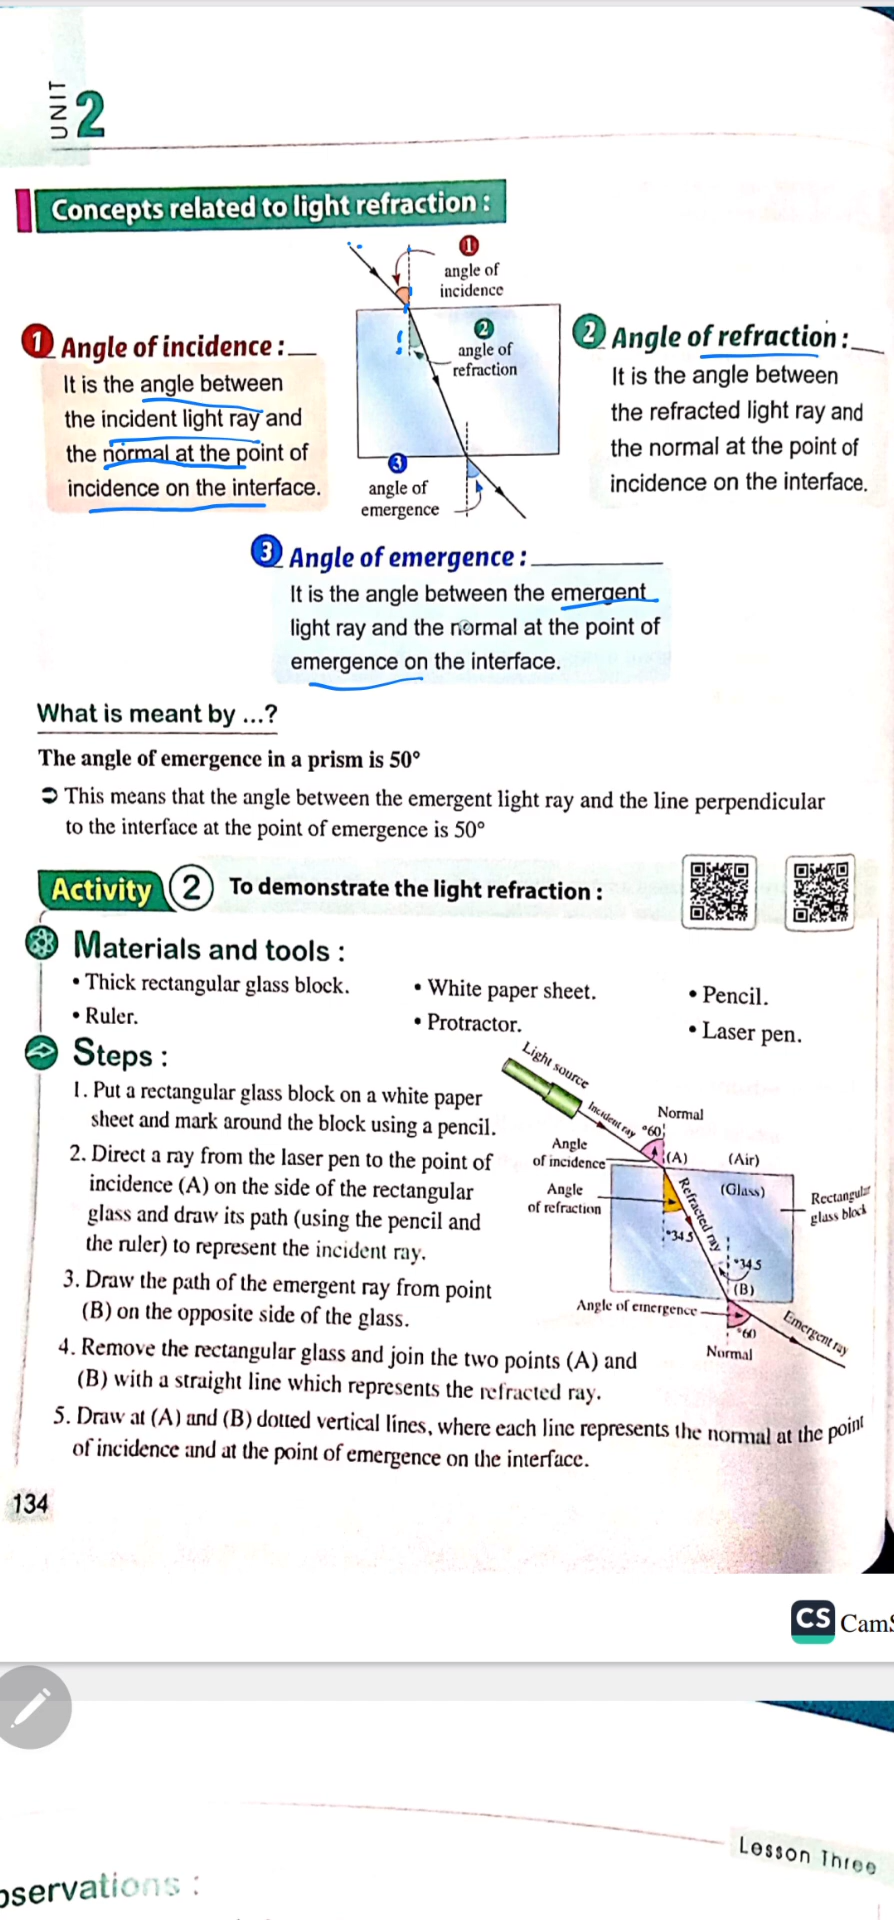 UNIT 2
Concepts related to light refraction :
1
angle of
incidence
2
angle of
refraction
3
angle of
emergence
1 Angle of incidence :
It is the angle between
the incident light ray and
the normal at the point of
incidence on the interface.
2 Angle of refraction :
It is the angle between
the refracted light ray and
the normal at the point of
incidence on the interface.
3 Angle of emergence :
It is the angle between the emergent
light ray and the normal at the point of
emergence on the interface.
What is meant by ...?
The angle of emergence in a prism is 50°
➲ This means that the angle between the emergent light ray and the line perpendicular
to the interface at the point of emergence is 50°
Activity 2 To demonstrate the light refraction :
Materials and tools :
• Thick rectangular glass block. • White paper sheet. • Pencil.
• Ruler. • Protractor. • Laser pen.
Steps :
1. Put a rectangular glass block on a white paper
sheet and mark around the block using a pencil.
2. Direct a ray from the laser pen to the point of
incidence (A) on the side of the rectangular
glass and draw its path (using the pencil and
the ruler) to represent the incident ray.
3. Draw the path of the emergent ray from point
(B) on the opposite side of the glass.
4. Remove the rectangular glass and join the two points (A) and
(B) with a straight line which represents the refracted ray.
5. Draw at (A) and (B) dotted vertical lines, where each line represents the normal at the point
of incidence and at the point of emergence on the interface.
Light source
Incident ray
Normal
°60
Angle
of incidence
(A)
(Air)
Angle
of refraction
(Glass)
Rectangular
glass block
Refracted ray
°34.5
°34.5
(B)
Angle of emergence
°60
Normal
Emergent ray
134
CS CamS
Lesson Three
bservations :